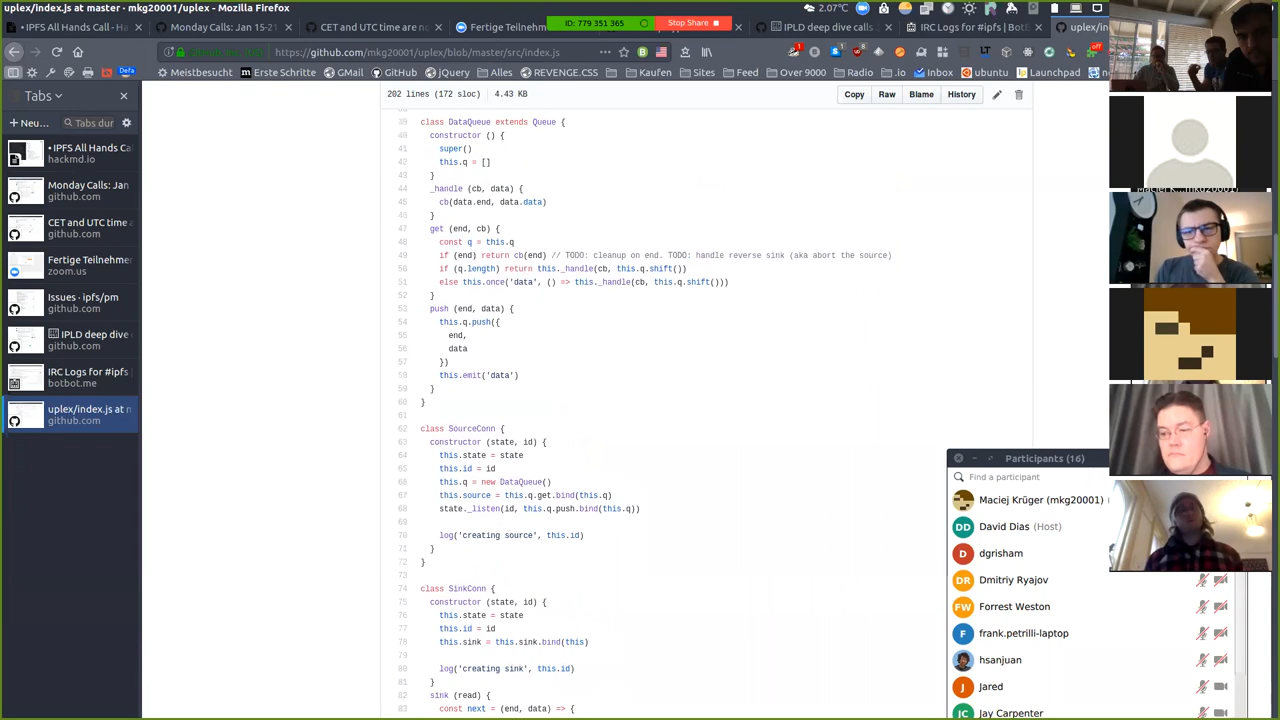 uplex/index.js at master · mkg20001/uplex - Mozilla Firefox
2.07°C
• IPFS All Hands Cal
Monday Calls: Jan 15-21
CET and UTC time a
Fertige Teilnehmer
ID: 779 351 365
Stop Share
IPLD deep dive
IRC Logs for #ipfs | BotB
uplex/in
https://github.com/mkg20001/uplex/blob/master/src/index.js
Defa
Meistbesucht
Erste Schritte
GMail
GitHub
jQuery
Alles
REVENGE.CSS
Kaufen
Sites
Feed
Over 9000
Radio
.io
Inbox
ubuntu
Launchpad
Tabs
Neu...
Tabs dur
• IPFS All Hands Cal
hackmd.io
Monday Calls: Jan
github.com
CET and UTC time a
github.com
Fertige Teilnehmer
zoom.us
Issues · ipfs/pm
github.com
IPLD deep dive
github.com
IRC Logs for #ipfs |
botbot.me
uplex/index.js at m
github.com
202 lines (172 sloc) 4.43 KB
Copy
Raw
Blame
History
39 class DataQueue extends Queue {
40 constructor () {
41 super()
42 this.q = []
43 }
44 _handle (cb, data) {
45 cb(data.end, data.data)
46 }
47 get (end, cb) {
48 const q = this.q
49 if (end) return cb(end) // TODO: cleanup on end. TODO: handle reverse sink (aka abort the source)
50 if (q.length) return this._handle(cb, this.q.shift())
51 else this.once('data', () => this._handle(cb, this.q.shift()))
52 }
53 push (end, data) {
54 this.q.push({
55 end,
56 data
57 })
58 this.emit('data')
59 }
60 }
61
62 class SourceConn {
63 constructor (state, id) {
64 this.state = state
65 this.id = id
66 this.q = new DataQueue()
67 this.source = this.q.get.bind(this.q)
68 state._listen(id, this.q.push.bind(this.q))
69
70 log('creating source', this.id)
71 }
72 }
73
74 class SinkConn {
75 constructor (state, id) {
76 this.state = state
77 this.id = id
78 this.sink = this.sink.bind(this)
79
80 log('creating sink', this.id)
81 }
82 sink (read) {
83 const next = (end, data) => {
Participants (16)
Find a participant
Maciej Krüger (mkg20001)
DD David Dias (Host)
D dgrisham
DR Dmitriy Ryajov
FW Forrest Weston
F frank.petrilli-laptop
hsanjuan
J Jared
JC Jay Carpenter